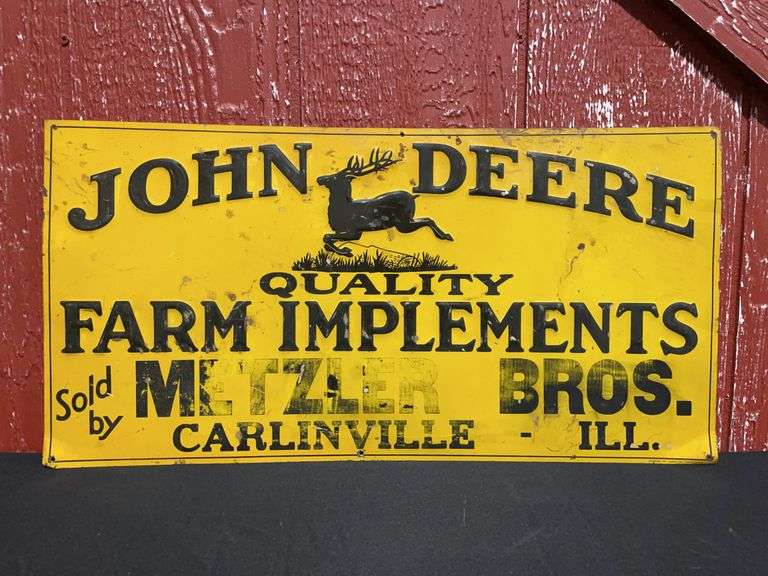 JOHN DEERE
QUALITY
FARM IMPLEMENTS
Sold by METZLER BROS.
CARLINVILLE - ILL.